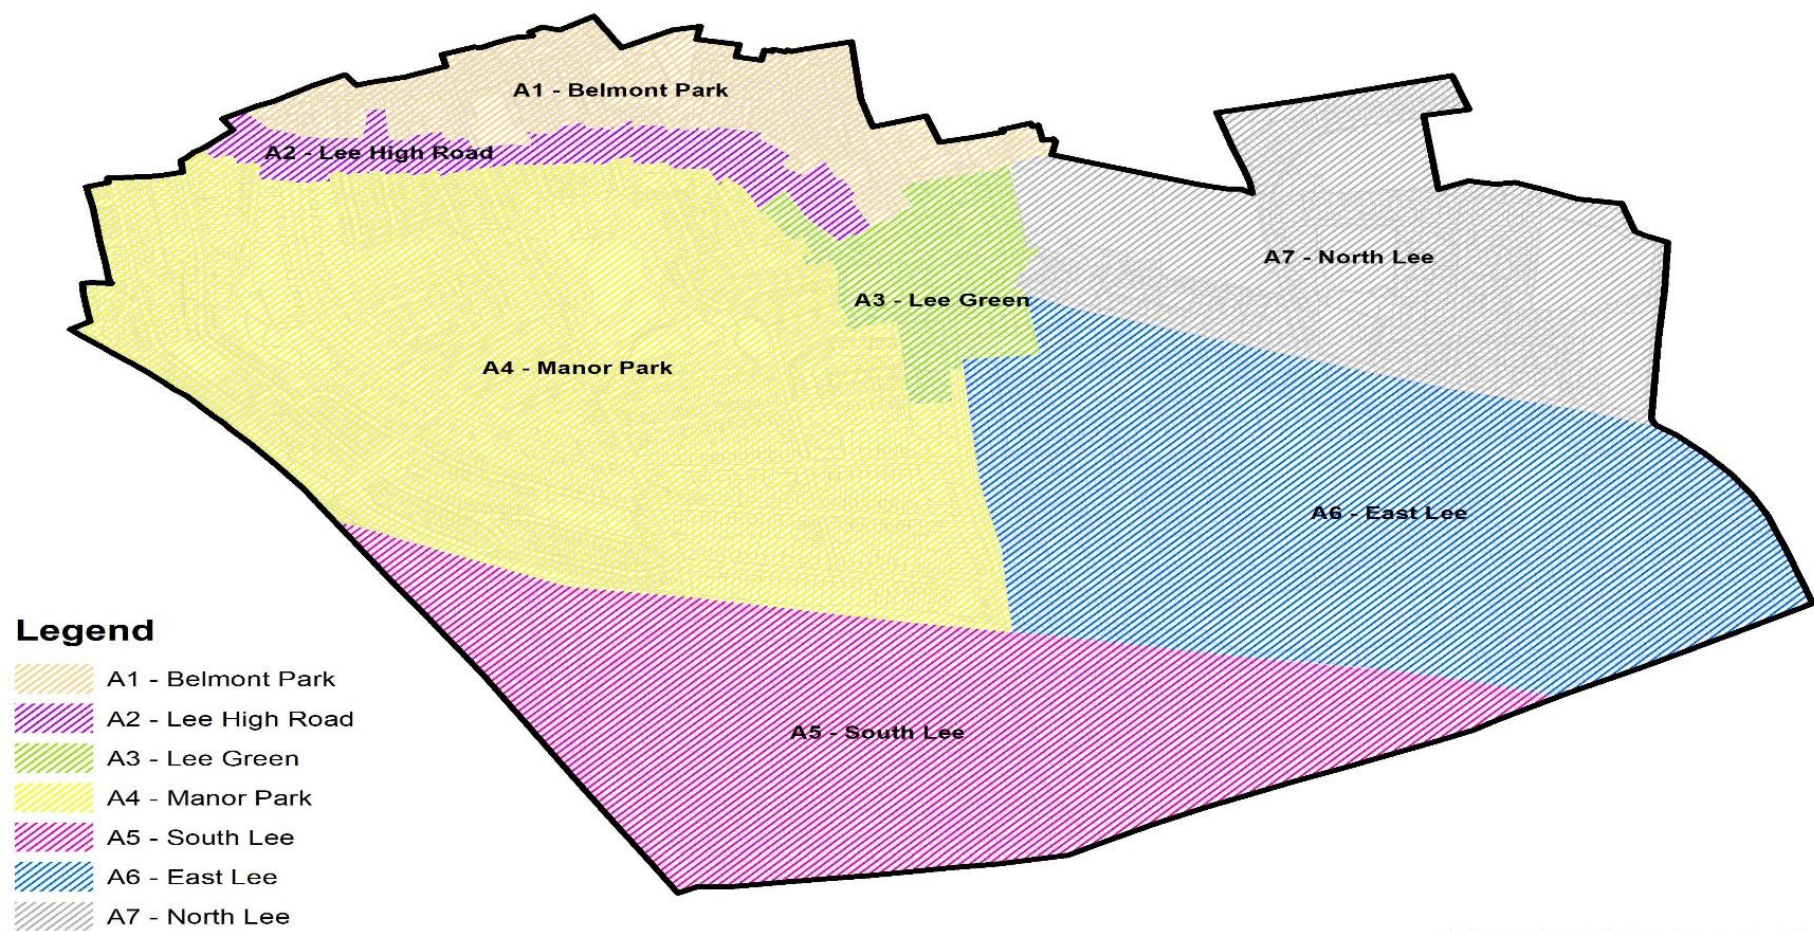 A1 - Belmont Park
A2 - Lee High Road
A7 - North Lee
A3 - Lee Green
A4 - Manor Park
A6 - East Lee
A5 - South Lee
Legend
A1 - Belmont Park
A2 - Lee High Road
A3 - Lee Green
A4 - Manor Park
A5 - South Lee
A6 - East Lee
A7 - North Lee